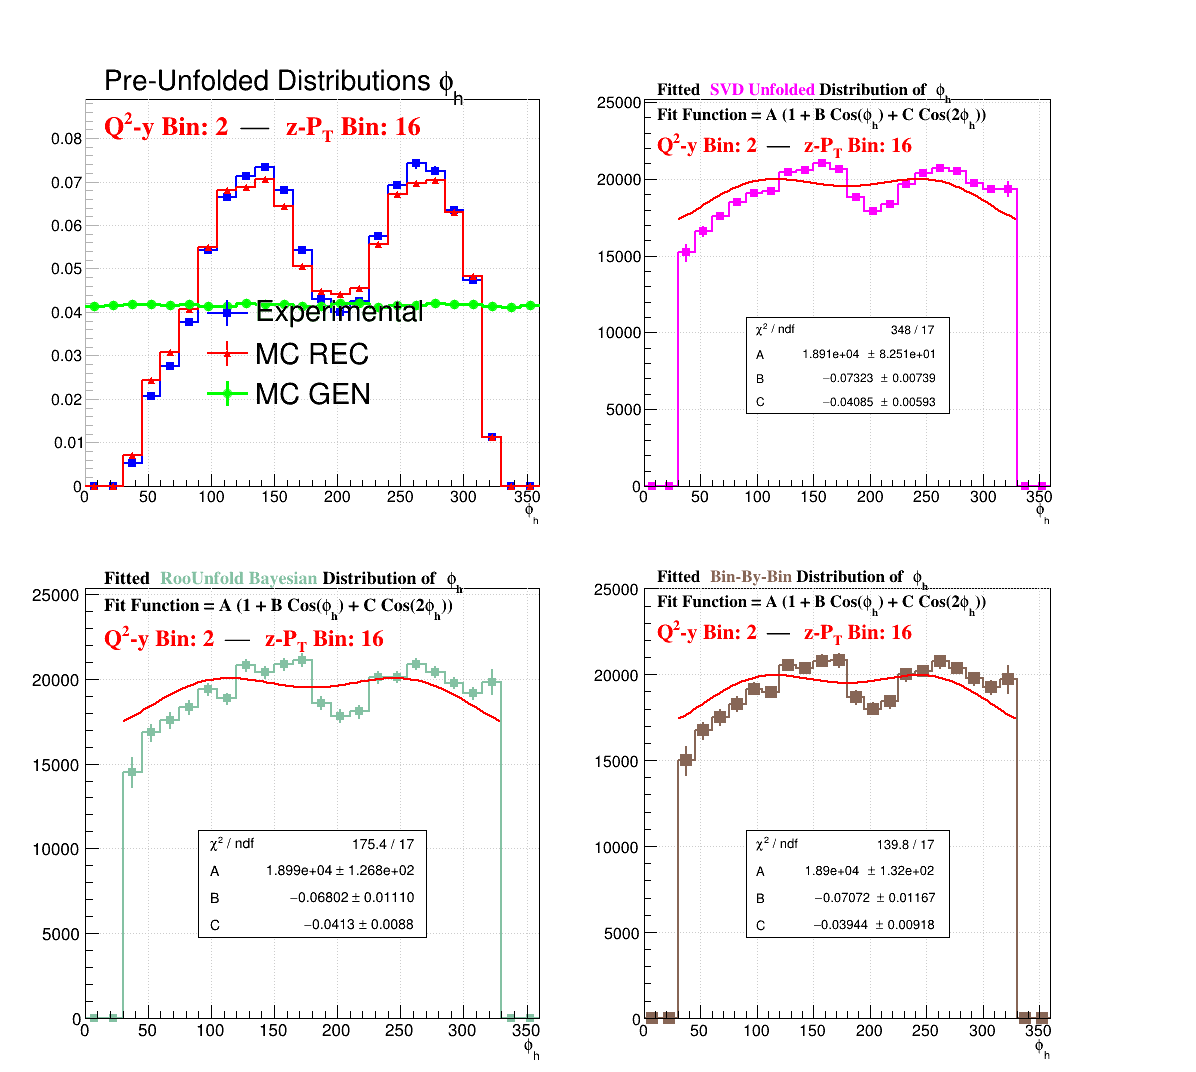 Pre-Unfolded Distributions ϕh
Q2-y Bin: 2 — z-PT Bin: 16
0.08
0.07
0.06
0.05
0.04
0.03
0.02
0.01
0
Experimental
MC REC
MC GEN
0 50 100 150 200 250 300 350
ϕh
Fitted SVD Unfolded Distribution of ϕh
Fit Function = A (1 + B Cos(ϕh) + C Cos(2ϕh))
Q2-y Bin: 2 — z-PT Bin: 16
25000
20000
15000
10000
5000
0
χ2 / ndf 348 / 17
A 1.891e+04 ± 8.251e+01
B −0.07323 ± 0.00739
C −0.04085 ± 0.00593
0 50 100 150 200 250 300 350
ϕh
Fitted RooUnfold Bayesian Distribution of ϕh
Fit Function = A (1 + B Cos(ϕh) + C Cos(2ϕh))
Q2-y Bin: 2 — z-PT Bin: 16
25000
20000
15000
10000
5000
0
χ2 / ndf 175.4 / 17
A 1.899e+04 ± 1.268e+02
B −0.06802 ± 0.01110
C −0.0413 ± 0.0088
0 50 100 150 200 250 300 350
ϕh
Fitted Bin-By-Bin Distribution of ϕh
Fit Function = A (1 + B Cos(ϕh) + C Cos(2ϕh))
Q2-y Bin: 2 — z-PT Bin: 16
25000
20000
15000
10000
5000
0
χ2 / ndf 139.8 / 17
A 1.89e+04 ± 1.32e+02
B −0.07072 ± 0.01167
C −0.03944 ± 0.00918
0 50 100 150 200 250 300 350
ϕh